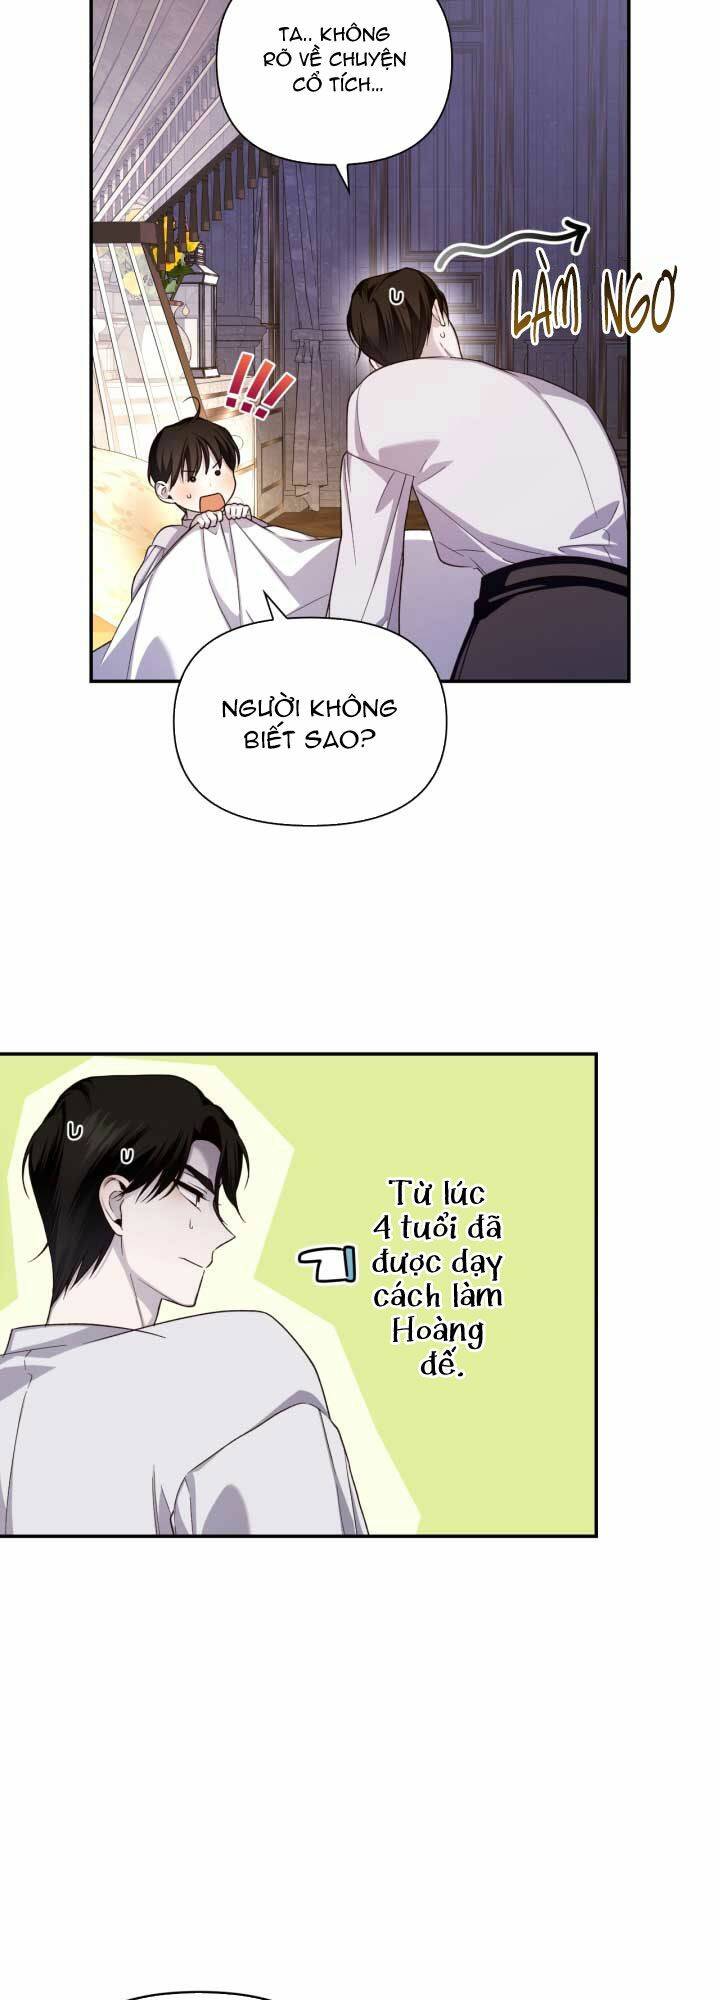 TA.. KHÔNG
RÕ VỀ CHUYỆN
CỔ TÍCH...
LÀM NGƠ
!!!
NGƯỜI KHÔNG
BIẾT SAO?
Từ lúc
4 tuổi đã
được dạy
cách làm
Hoàng
đế.